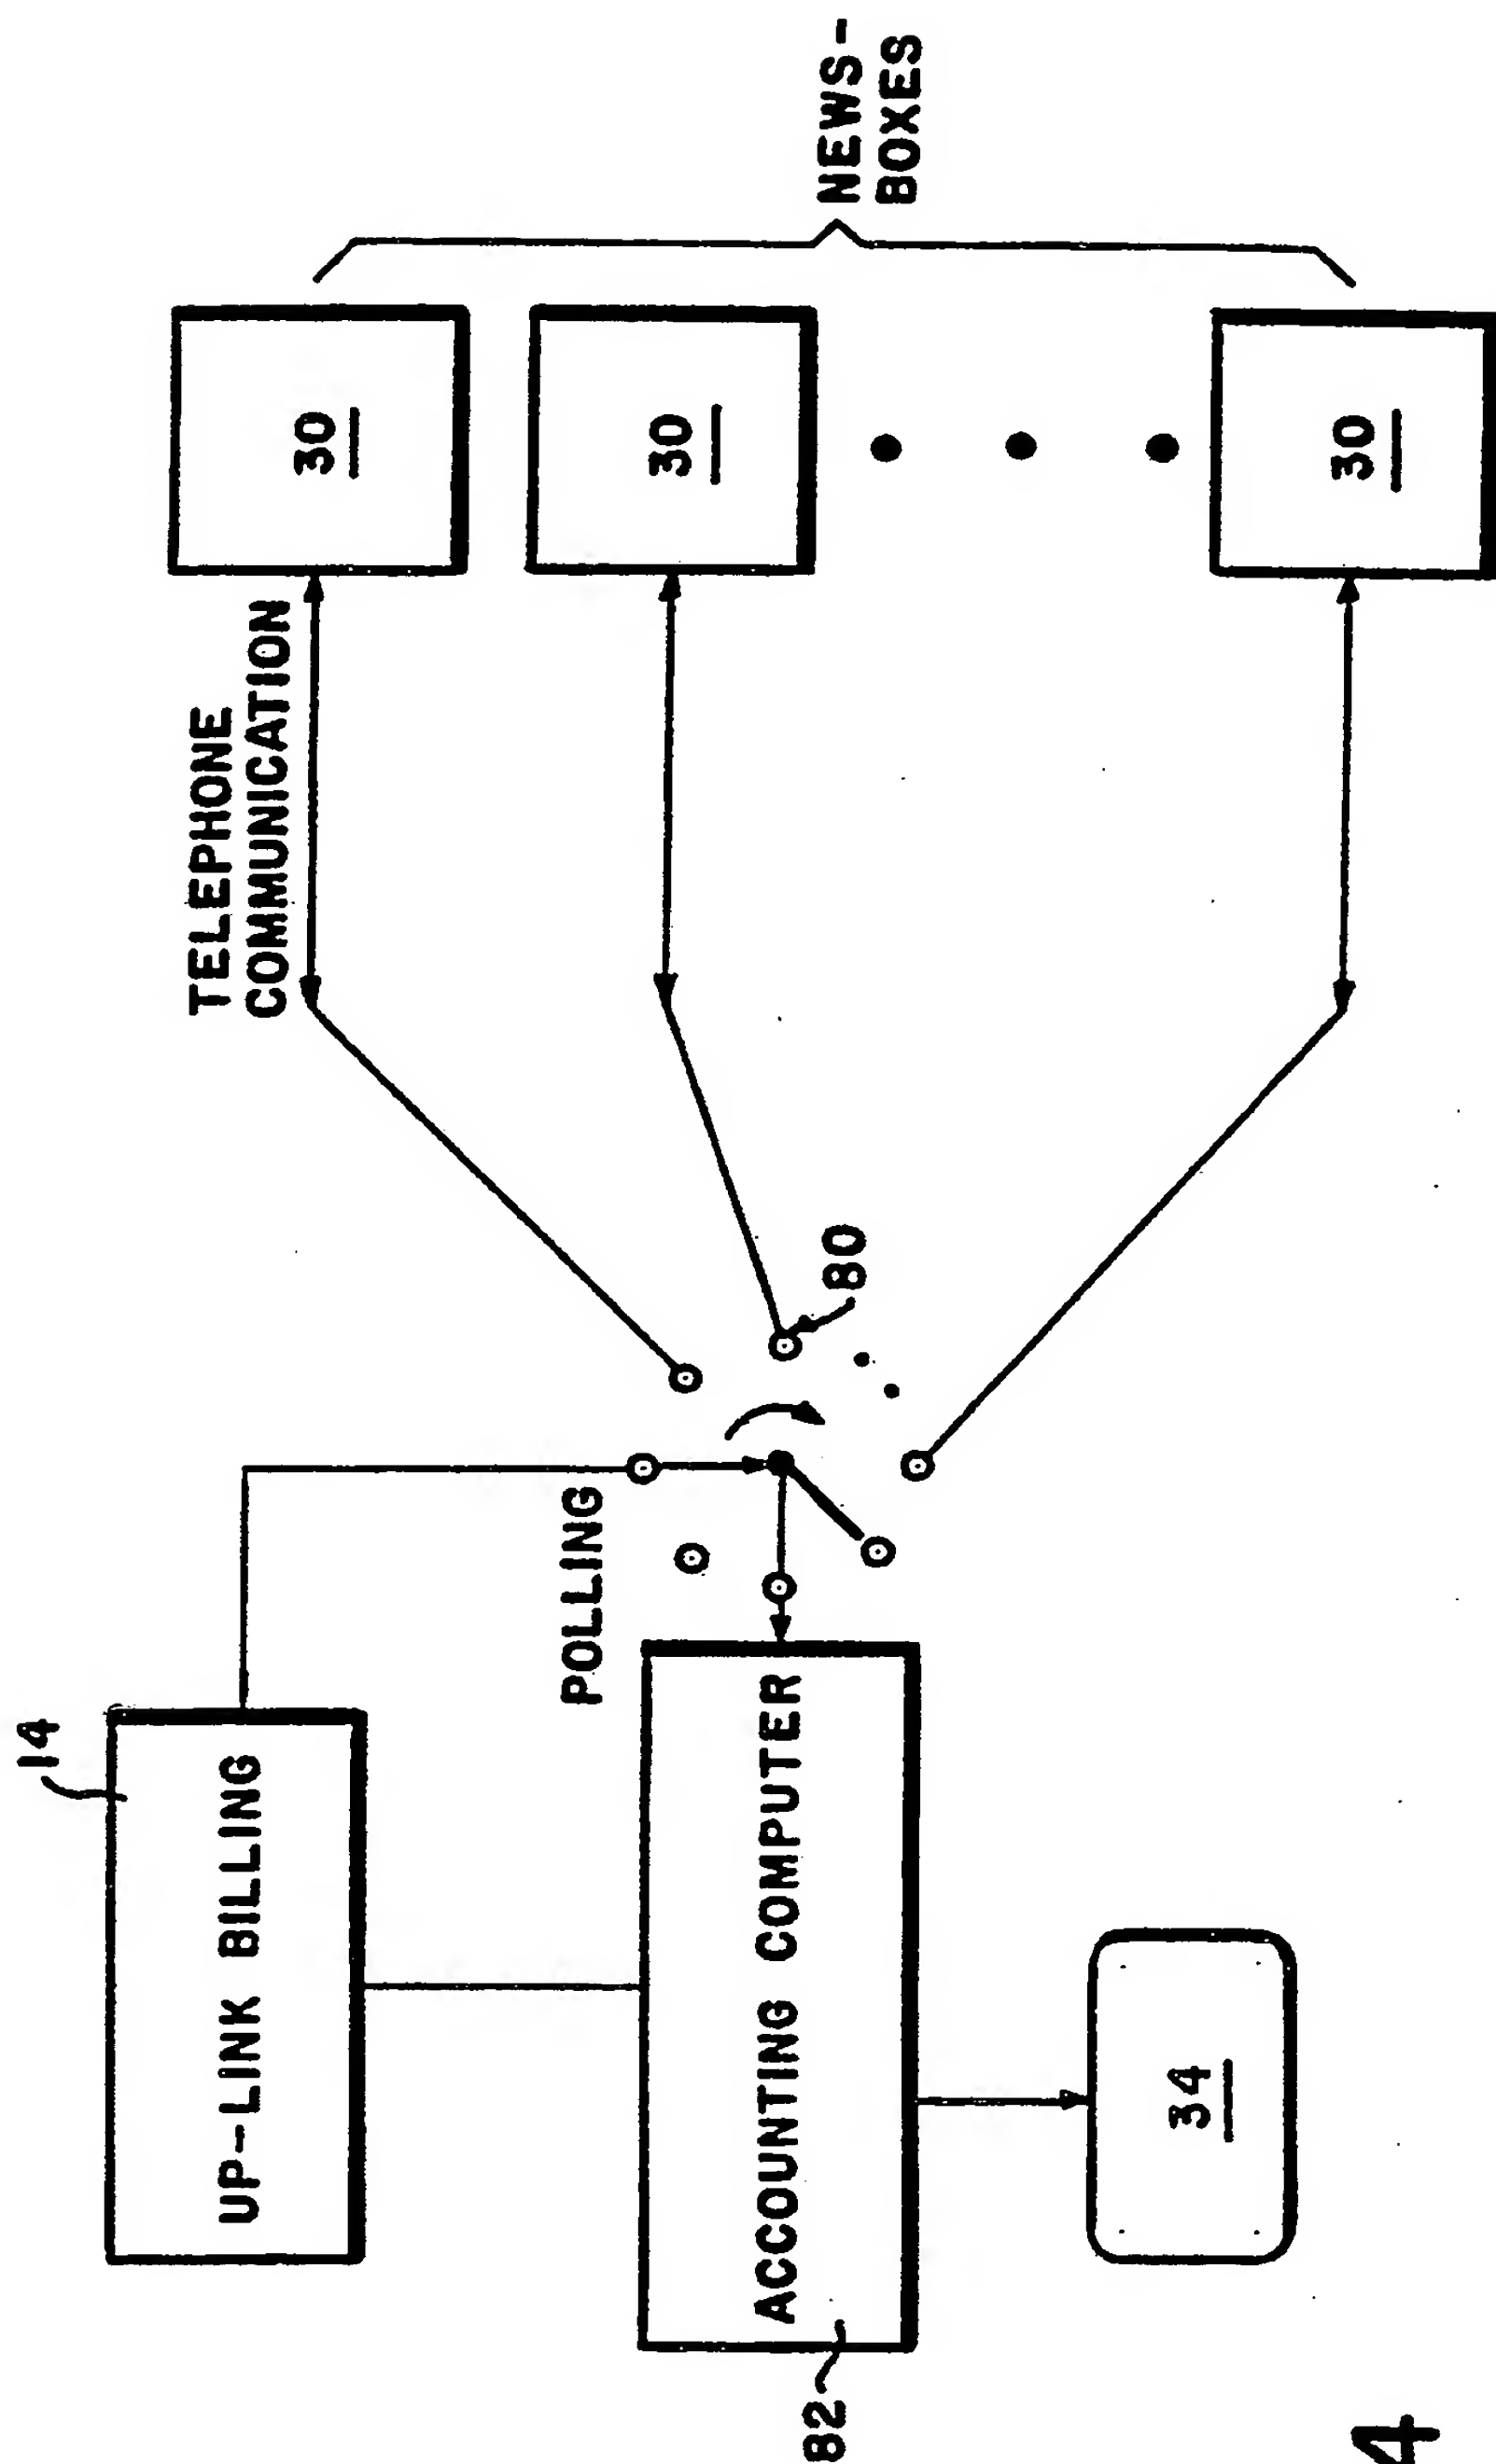 14
UP-LINK BILLING
TELEPHONE
COMMUNICATION
30
POLLING
30
80
NEWS-
BOXES
82
ACCOUNTING COMPUTER
34
30
4